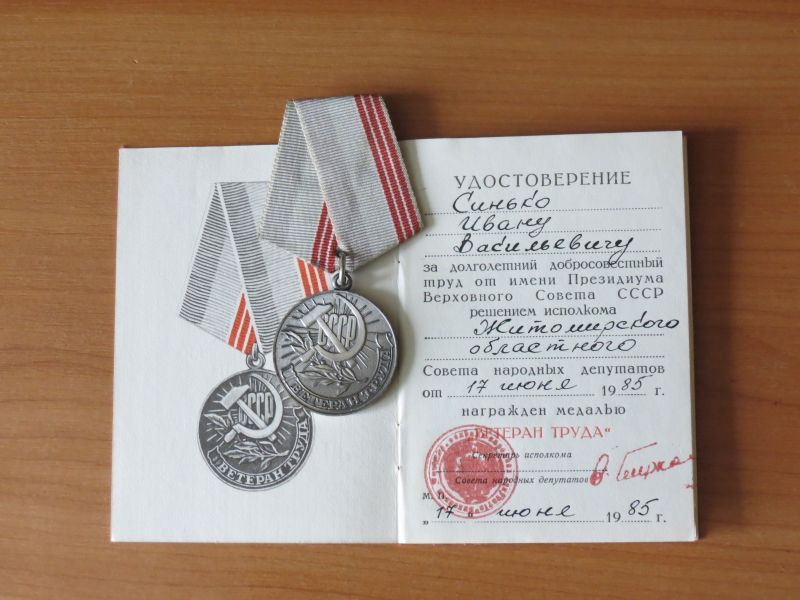 СССР
ВЕТЕРАН ТРУДА
СССР
ВЕТЕРАН ТРУДА
УДОСТОВЕРЕНИЕ
Синько
Ивану
Васильевичу
за долголетний добросовестный
труд от имени Президиума
Верховного Совета СССР
решением исполкома
Житомирского
областного
Совета народных депутатов
от 17 июня 1985 г.
награжден медалью
„ВЕТЕРАН ТРУДА“
Секретарь исполкома
Совета народных депутатов
М. П.
„17 “ июня 1985 г.